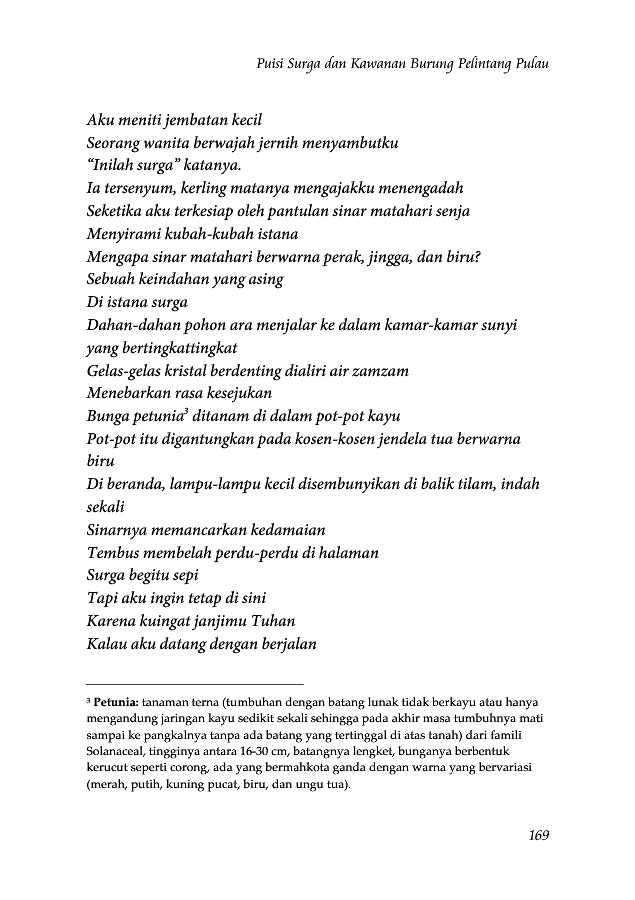 Puisi Surga dan Kawanan Burung Pelintang Pulau
Aku meniti jembatan kecil
Seorang wanita berwajah jernih menyambutku
“Inilah surga” katanya.
Ia tersenyum, kerling matanya mengajakku menengadah
Seketika aku terkesiap oleh pantulan sinar matahari senja
Menyirami kubah-kubah istana
Mengapa sinar matahari berwarna perak, jingga, dan biru?
Sebuah keindahan yang asing
Di istana surga
Dahan-dahan pohon ara menjalar ke dalam kamar-kamar sunyi
yang bertingkattingkat
Gelas-gelas kristal berdenting dialiri air zamzam
Menebarkan rasa kesejukan
Bunga petunia³ ditanam di dalam pot-pot kayu
Pot-pot itu digantungkan pada kosen-kosen jendela tua berwarna
biru
Di beranda, lampu-lampu kecil disembunyikan di balik tilam, indah
sekali
Sinarnya memancarkan kedamaian
Tembus membelah perdu-perdu di halaman
Surga begitu sepi
Tapi aku ingin tetap di sini
Karena kuingat janjimu Tuhan
Kalau aku datang dengan berjalan
³ Petunia: tanaman terna (tumbuhan dengan batang lunak tidak berkayu atau hanya
mengandung jaringan kayu sedikit sekali sehingga pada akhir masa tumbuhnya mati
sampai ke pangkalnya tanpa ada batang yang tertinggal di atas tanah) dari famili
Solanaceal, tingginya antara 16-30 cm, batangnya lengket, bunganya berbentuk
kerucut seperti corong, ada yang bermahkota ganda dengan warna yang bervariasi
(merah, putih, kuning pucat, biru, dan ungu tua).
169